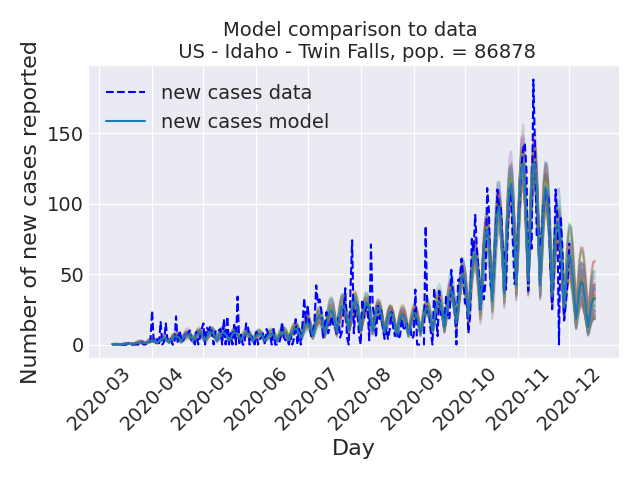 Model comparison to data
US - Idaho - Twin Falls, pop. = 86878
Number of new cases reported
new cases data
new cases model
150
100
50
0
2020-03
2020-04
2020-05
2020-06
2020-07
2020-08
2020-09
2020-10
2020-11
2020-12
Day